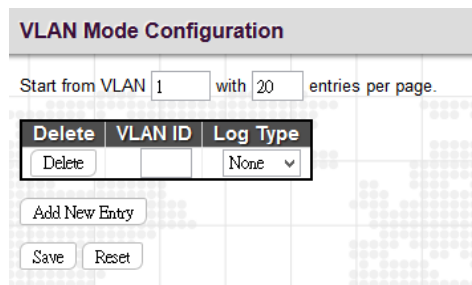 VLAN Mode Configuration
Start from VLAN 1 with 20 entries per page.
Delete VLAN ID Log Type
Delete None
Add New Entry
Save Reset